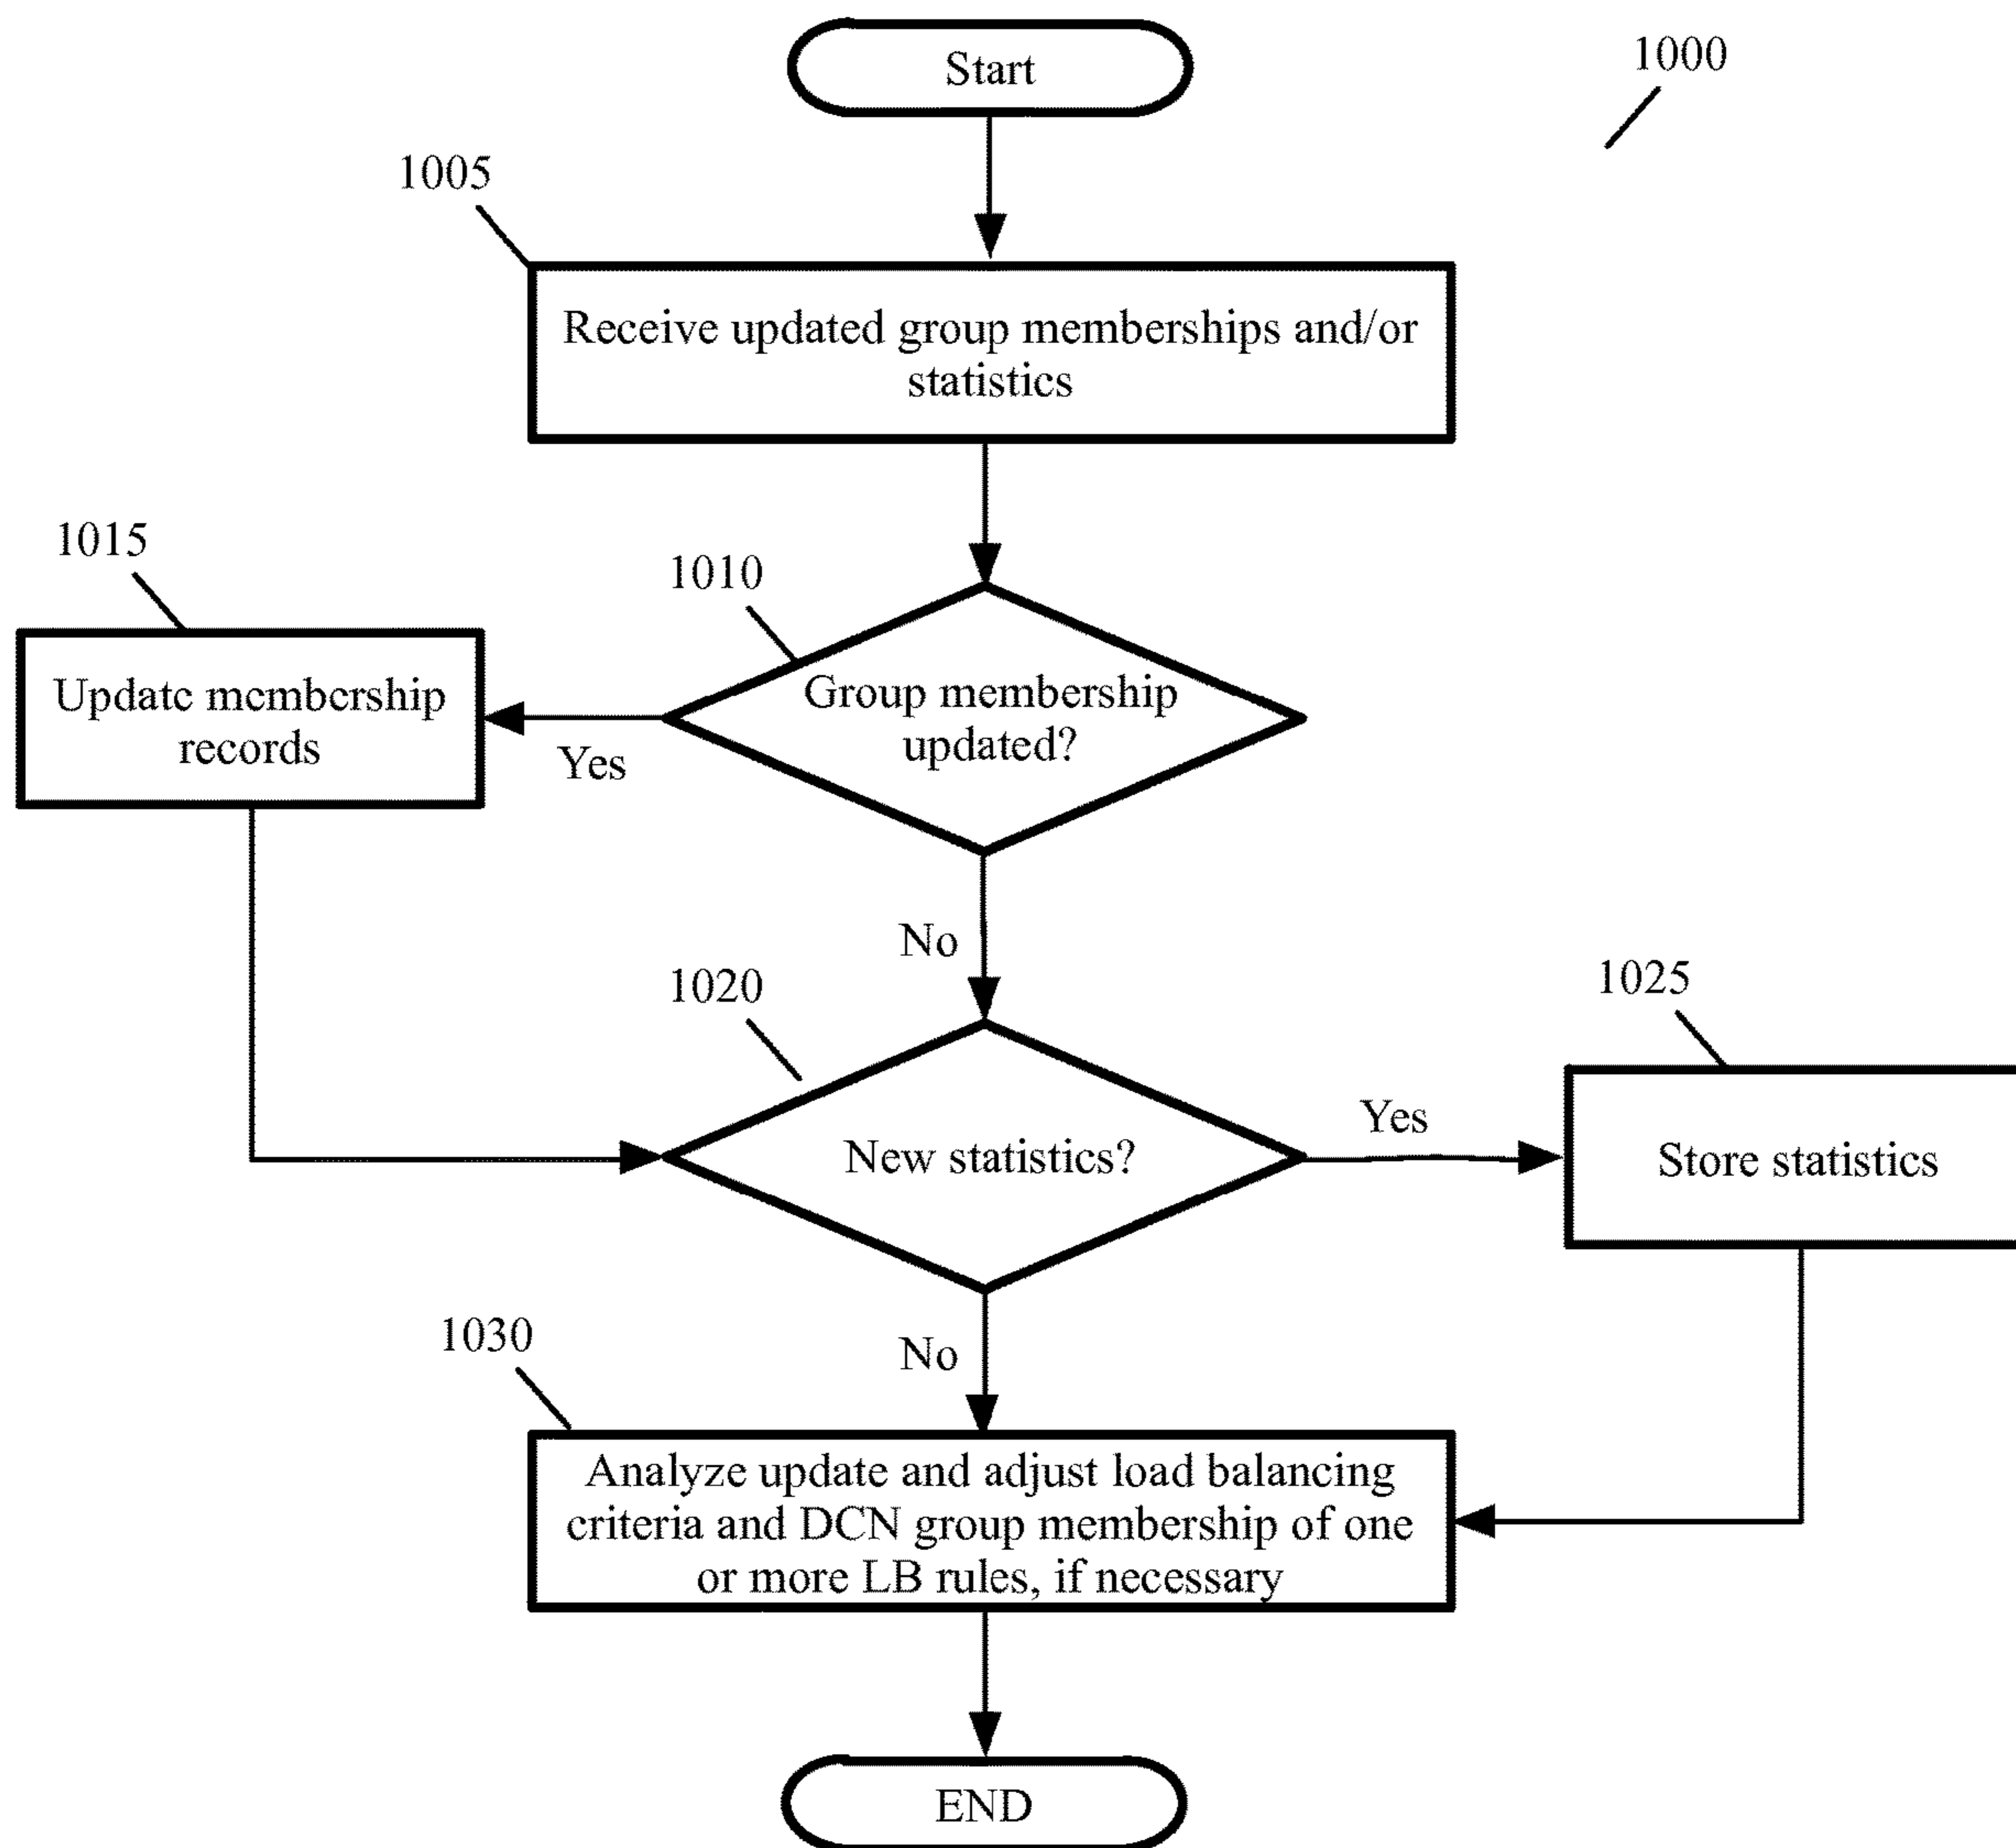 Start
1000
1005
Receive updated group memberships and/or
statistics
1015
1010
Update membership
records
Group membership
updated?
Yes
No
1020
1025
New statistics?
Yes
Store statistics
1030
No
Analyze update and adjust load balancing
criteria and DCN group membership of one
or more LB rules, if necessary
END